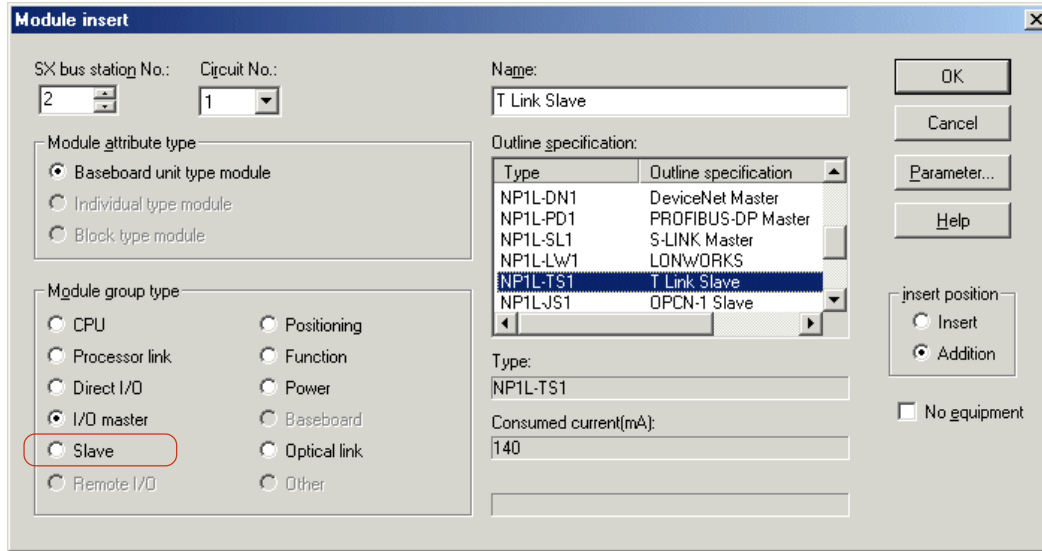 Module insert
SX bus station No.: Circuit No.:
2 1
Module attribute type
Baseboard unit type module
Individual type module
Block type module
Module group type
CPU Positioning
Processor link Function
Direct I/O Power
I/O master Baseboard
Slave Optical link
Remote I/O Other
Name:
T Link Slave
Outline specification:
Type Outline specification
NP1L-DN1 DeviceNet Master
NP1L-PD1 PROFIBUS-DP Master
NP1L-SL1 S-LINK Master
NP1L-LW1 LONWORKS
NP1L-TS1 T Link Slave
NP1L-JS1 OPCN-1 Slave
Type:
NP1L-TS1
Consumed current(mA):
140
OK
Cancel
Parameter...
Help
insert position
Insert
Addition
No equipment